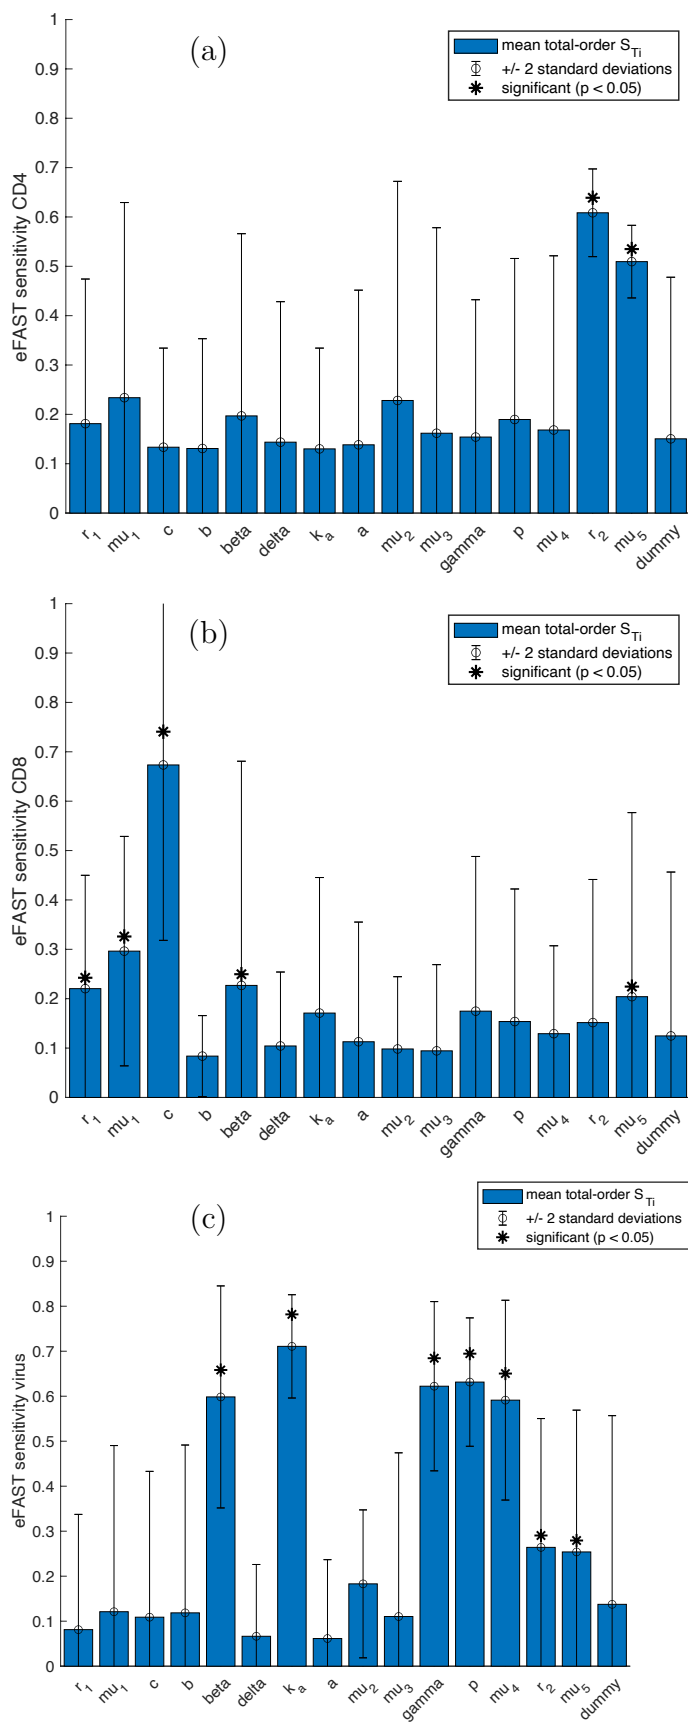 (a)
mean total-order S_Ti
+/- 2 standard deviations
significant (p < 0.05)
eFAST sensitivity CD4
1
0.9
0.8
0.7
0.6
0.5
0.4
0.3
0.2
0.1
0
r_1 mu_1 c b beta delta k_a a mu_2 mu_3 gamma p mu_4 r_2 mu_5 dummy
(b)
mean total-order S_Ti
+/- 2 standard deviations
significant (p < 0.05)
eFAST sensitivity CD8
1
0.9
0.8
0.7
0.6
0.5
0.4
0.3
0.2
0.1
0
r_1 mu_1 c b beta delta k_a a mu_2 mu_3 gamma p mu_4 r_2 mu_5 dummy
(c)
mean total-order S_Ti
+/- 2 standard deviations
significant (p < 0.05)
eFAST sensitivity virus
1
0.9
0.8
0.7
0.6
0.5
0.4
0.3
0.2
0.1
0
r_1 mu_1 c b beta delta k_a a mu_2 mu_3 gamma p mu_4 r_2 mu_5 dummy